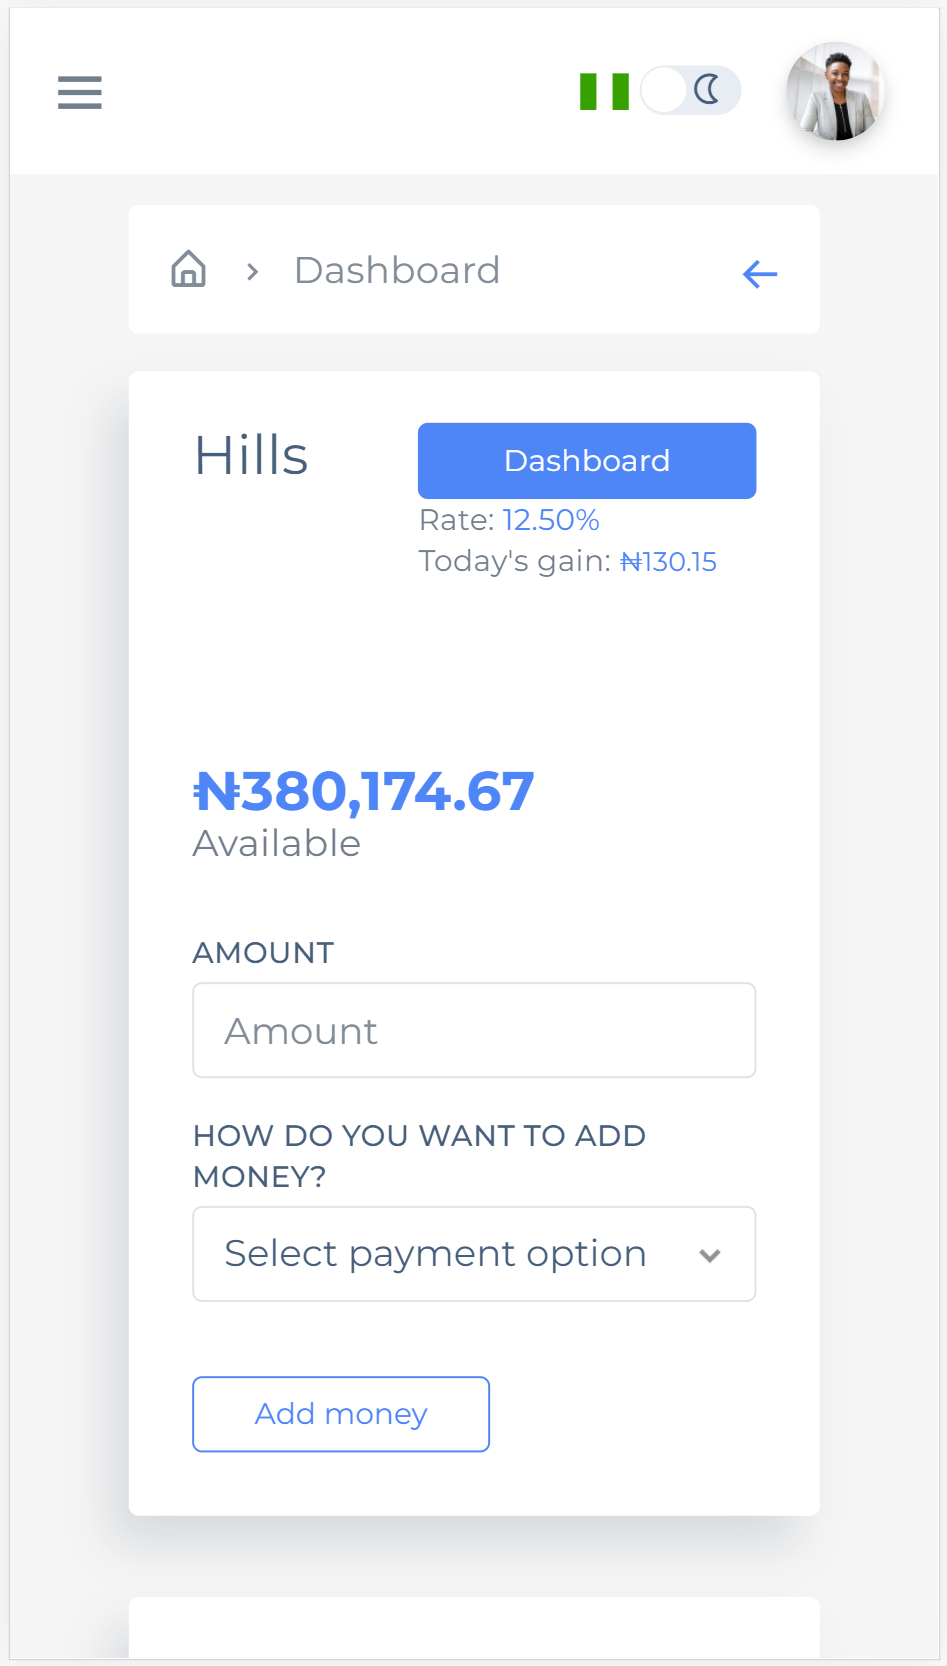 Dashboard
Hills
Dashboard
Rate: 12.50%
Today's gain: ₦130.15
₦380,174.67
Available
AMOUNT
Amount
HOW DO YOU WANT TO ADD
MONEY?
Select payment option
Add money